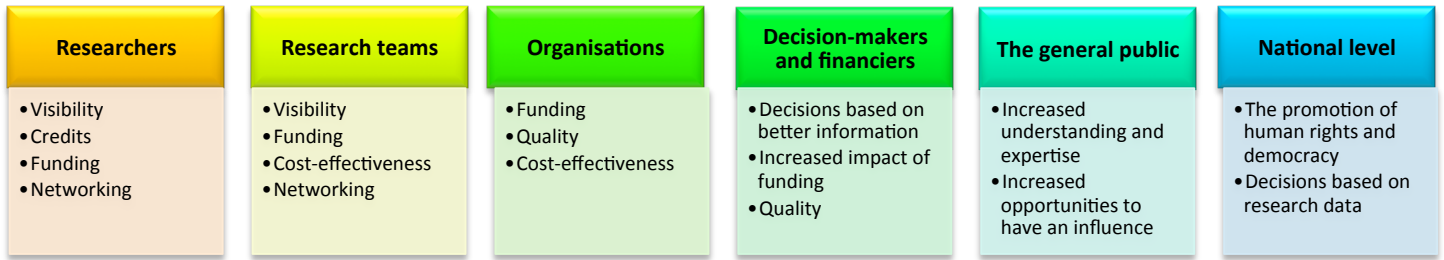 Researchers
•Visibility
•Credits
•Funding
•Networking
Research teams
•Visibility
•Funding
•Cost-effectiveness
•Networking
Organisations
•Funding
•Quality
•Cost-effectiveness
Decision-makers
and financiers
•Decisions based on
better information
•Increased impact of
funding
•Quality
The general public
•Increased
understanding and
expertise
•Increased
opportunities to
have an influence
National level
•The promotion of
human rights and
democracy
•Decisions based on
research data